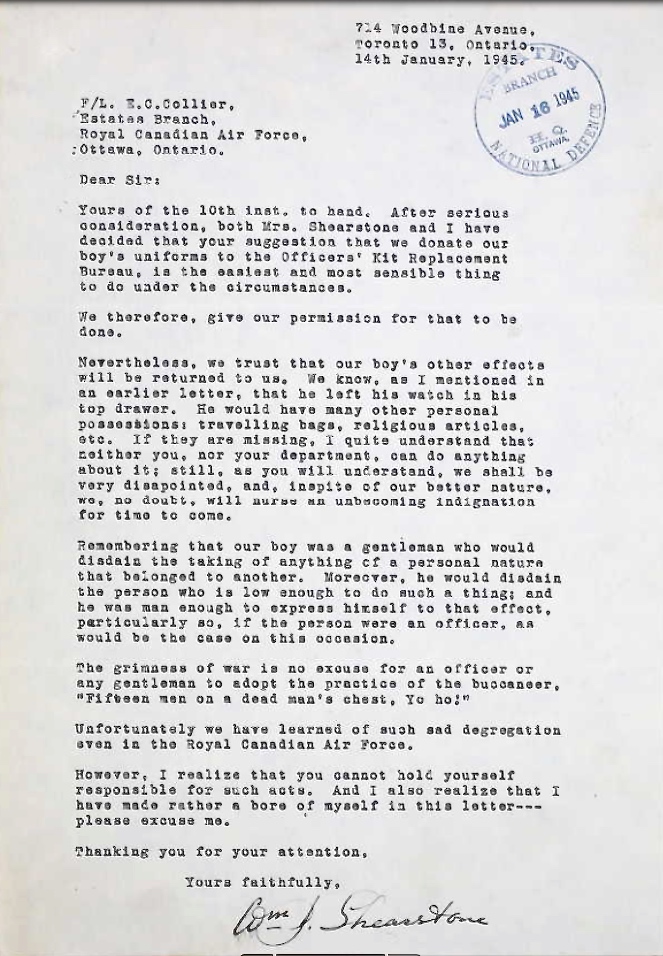 714 Woodbine Avenue,
Toronto 13, Ontario.
14th January, 1945.
ESTATES
BRANCH
JAN 16 1945
H. Q.
OTTAWA,
NATIONAL DEFENCE
F/L. E.C.Collier,
Estates Branch,
Royal Canadian Air Force,
Ottawa, Ontario.
Dear Sir:
Yours of the 10th inst. to hand. After serious
consideration, both Mrs. Shearstone and I have
decided that your suggestion that we donate our
boy's uniforms to the Officers' Kit Replacement
Bureau, is the easiest and most sensible thing
to do under the circumstances.
We therefore, give our permission for that to be
done.
Nevertheless, we trust that our boy's other effects
will be returned to us. We know, as I mentioned in
an earlier letter, that he left his watch in his
top drawer. He would have many other personal
possessions: travelling bags, religious articles,
etc. If they are missing, I quite understand that
neither you, nor your department, can do anything
about it; still, as you will understand, we shall be
very disapointed, and, inspite of our better nature,
we, no doubt, will nurse an unbecoming indignation
for time to come.
Remembering that our boy was a gentleman who would
disdain the taking of anything of a personal nature
that belonged to another. Moreover, he would disdain
the person who is low enough to do such a thing; and
he was man enough to express himself to that effect,
particularly so, if the person were an officer, as
would be the case on this occasion.
The grimness of war is no excuse for an officer or
any gentleman to adopt the practice of the buccaneer,
"Fifteen men on a dead man's chest, Yo ho!"
Unfortunately we have learned of such sad degregation
even in the Royal Canadian Air Force.
However, I realize that you cannot hold yourself
responsible for such acts. And I also realize that I
have made rather a bore of myself in this letter---
please excuse me.
Thanking you for your attention,
Yours faithfully,
Wm J. Shearstone